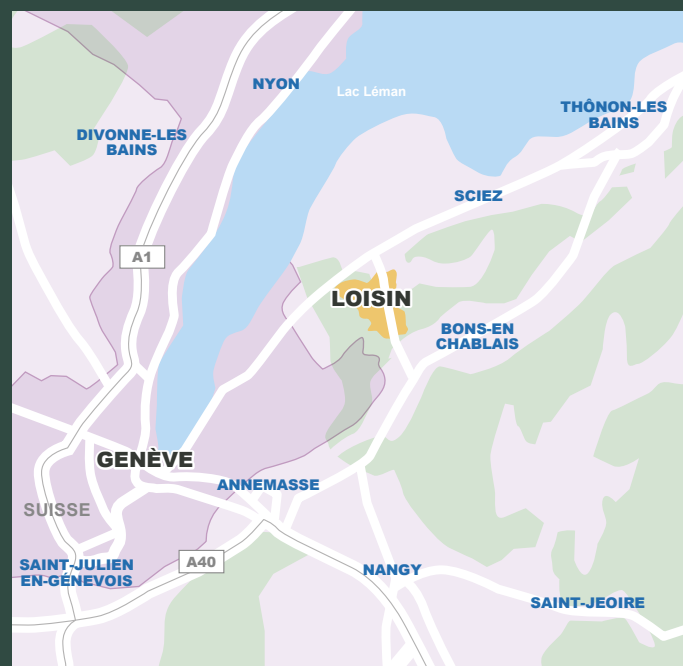 NYON
Lac Léman
THÔNON-LES
BAINS
DIVONNE-LES
BAINS
SCIEZ
A1
LOISIN
BONS-EN
CHABLAIS
GENÈVE
ANNEMASSE
SUISSE
SAINT-JULIEN
EN-GÉNEVOIS
A40
NANGY
SAINT-JEOIRE